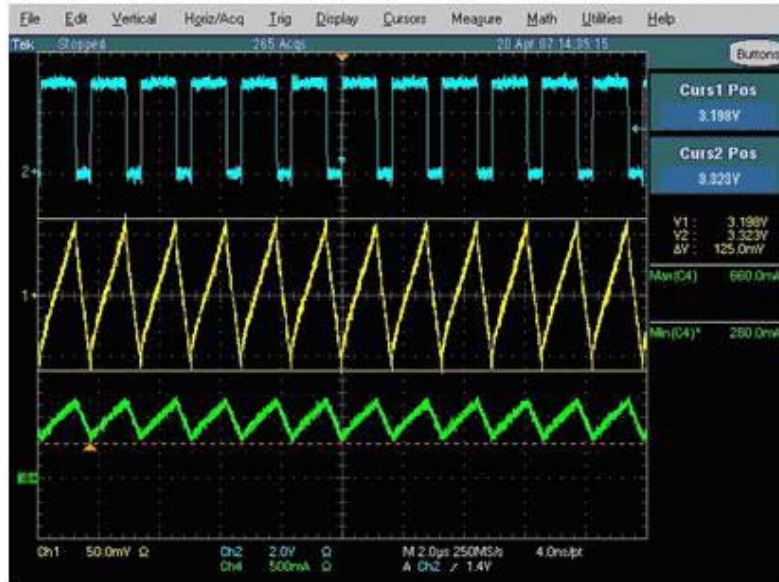 File Edit Vertical Horiz/Acq Trig Display Cursors Measure Math Utilities Help
Tek Stopped 265 Acqs 20 Apr 07 14:35:15
Buttons
Curs1 Pos
3.198V
Curs2 Pos
3.323V
2
V1: 3.198V
V2: 3.323V
ΔV: 125.0mV
Max(C4) 660.0mA
1
Min(C4)* 280.0mA
Ch1 50.0mV Ω Ch2 2.0V Ω M 2.0µs 250MS/s 4.0ns/pt
Ch4 500mA Ω A Ch2 ∕ 1.4V